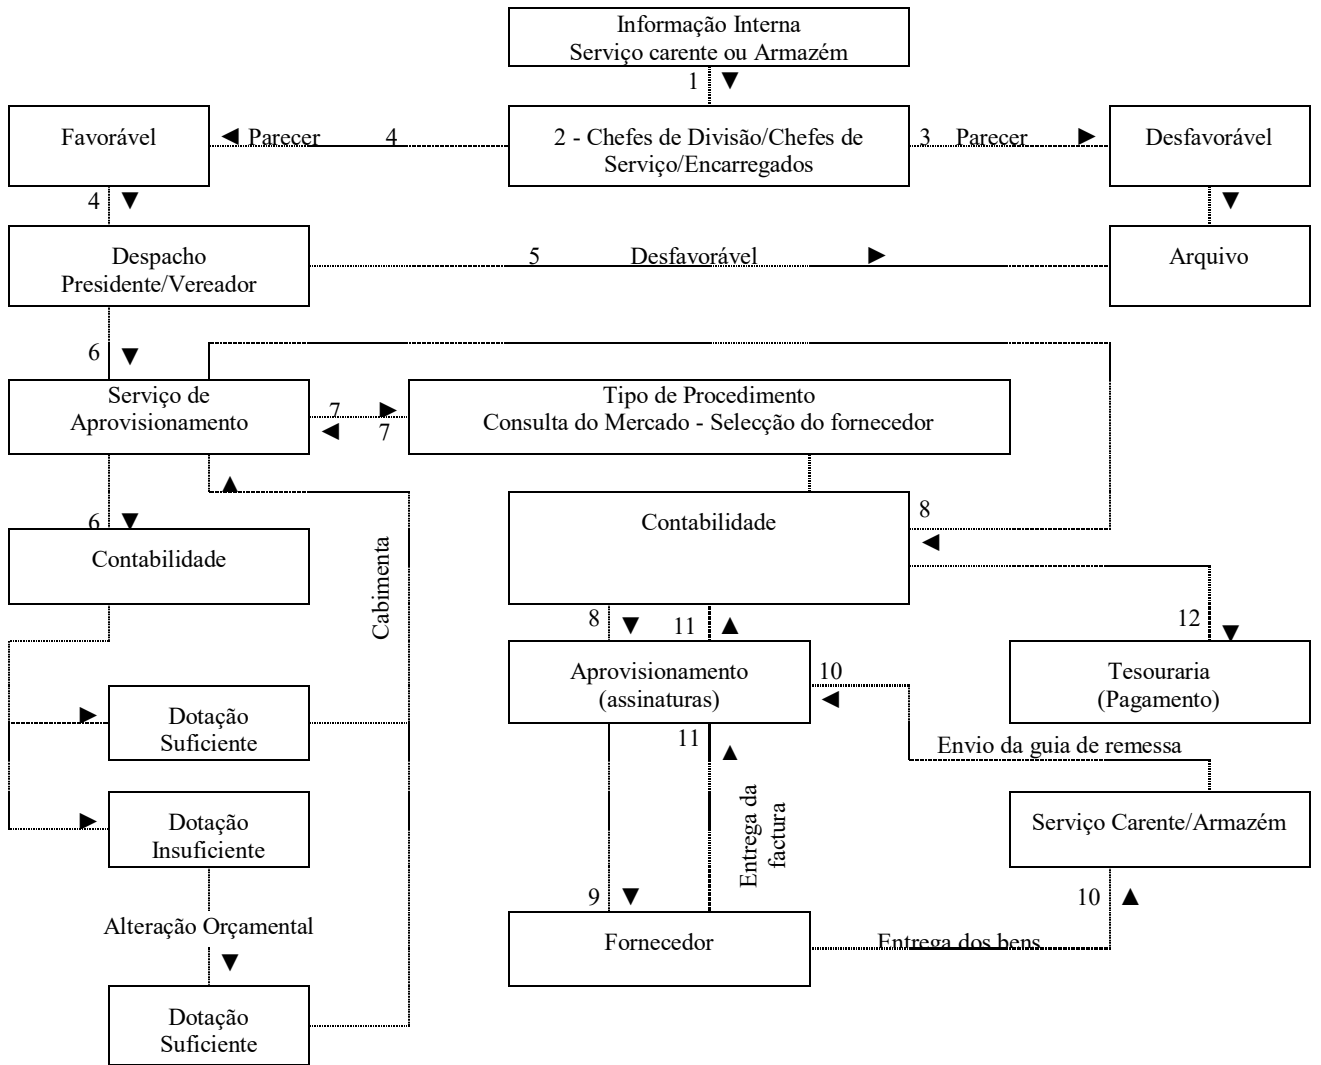 Informação Interna
Serviço carente ou Armazém
1 ▼
Favorável
◄ Parecer 4
2 - Chefes de Divisão/Chefes de
Serviço/Encarregados
3 Parecer ►
Desfavorável
4 ▼
▼
Despacho
Presidente/Vereador
5 Desfavorável ►
Arquivo
6 ▼
Serviço de
Aprovisionamento
7 ►
◄ 7
Tipo de Procedimento
Consulta do Mercado - Selecção do fornecedor
▲
6 ▼
Contabilidade
Cabimenta
Contabilidade
8
◄
8 ▼ 11 ▲
12 ▼
Aprovisionamento
(assinaturas)
10
◄
Tesouraria
(Pagamento)
►
Dotação
Suficiente
11 ▲
Envio da guia de remessa
►
Dotação
Insuficiente
Entrega da
factura
Serviço Carente/Armazém
9 ▼
10 ▲
Alteração Orçamental
▼
Fornecedor
Entrega dos bens
Dotação
Suficiente